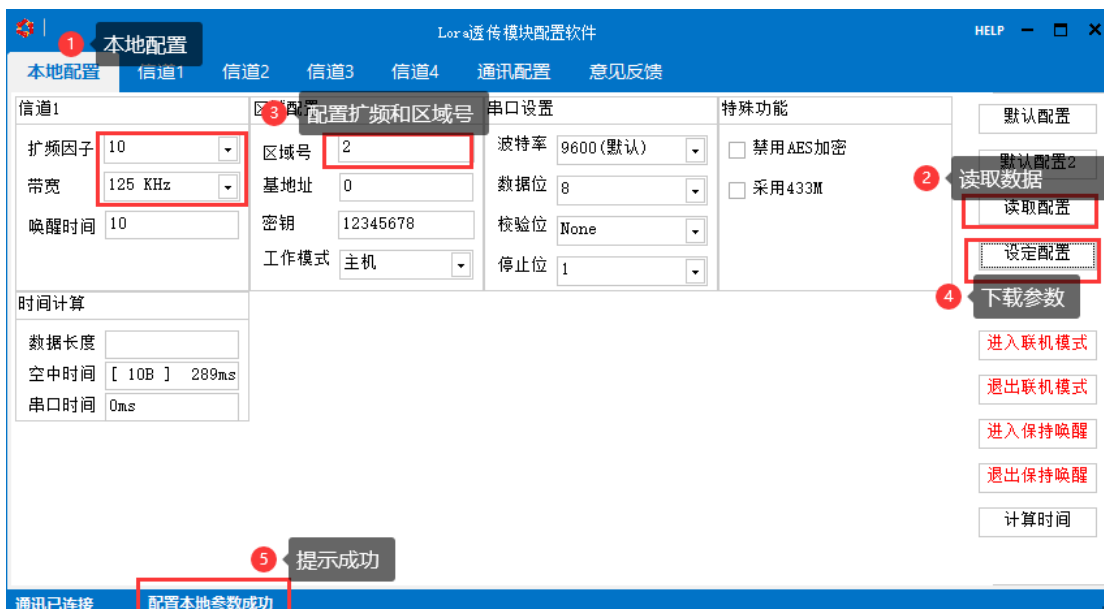 Lora透传模块配置软件
HELP
1 本地配置
本地配置 信道1 信道2 信道3 信道4 通讯配置 意见反馈
信道1
扩频因子 10
带宽 125 KHz
唤醒时间 10
3 配置扩频和区域号
区域号 2
基地址 0
密钥 12345678
工作模式 主机
串口设置
波特率 9600(默认)
数据位 8
校验位 None
停止位 1
特殊功能
禁用AES加密
采用433M
默认配置
默认配置2
2 读取数据
读取配置
设定配置
4 下载参数
进入联机模式
退出联机模式
进入保持唤醒
退出保持唤醒
计算时间
时间计算
数据长度
空中时间 [ 10B ] 289ms
串口时间 0ms
5 提示成功
通讯已连接 配置本地参数成功